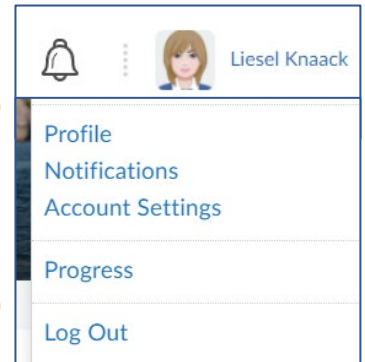 Liesel Knaack
Profile
Notifications
Account Settings
Progress
Log Out